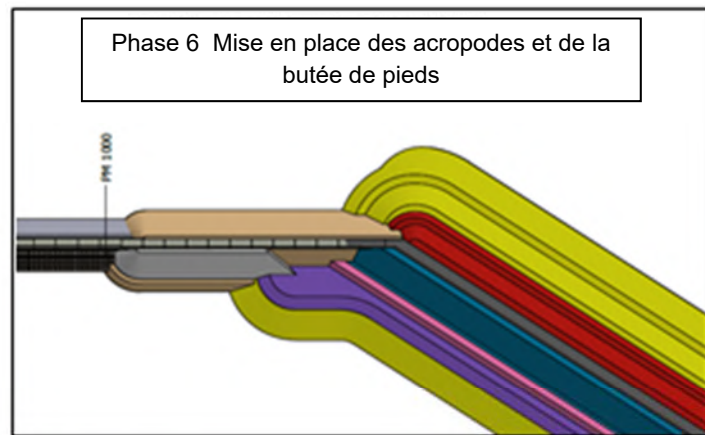 Phase 6 Mise en place des acropodes et de la
butée de pieds
PM 1000